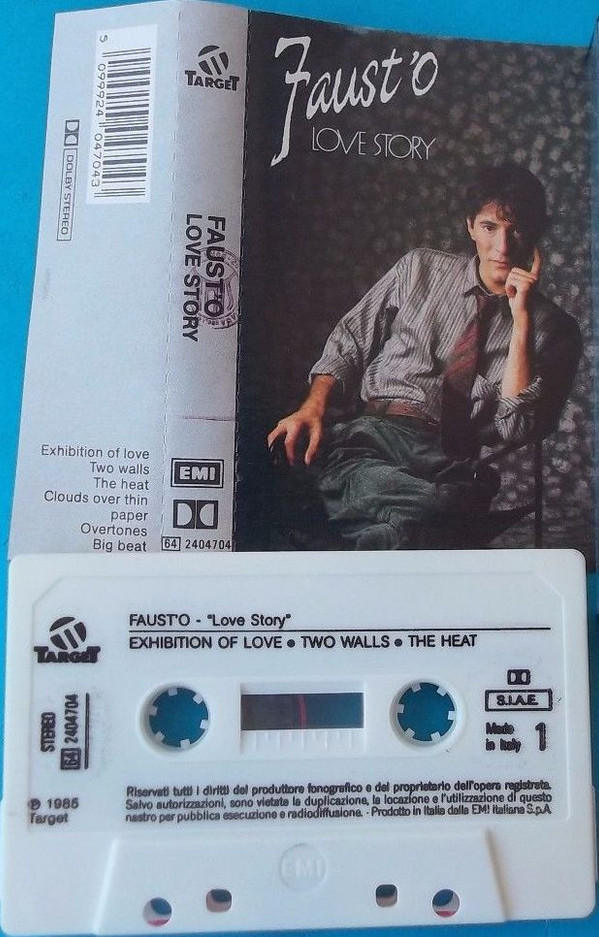 5 099924 047043
DOLBY STEREO
TARGET
FAUST'O
LOVE STORY
Exhibition of love
Two walls
The heat
Clouds over thin
paper
Overtones
Big beat
EMI
64 2404704
Faust'o
LOVE STORY
TARGET
FAUST'O - "Love Story"
EXHIBITION OF LOVE • TWO WALLS • THE HEAT
STEREO
64 2404704
S.I.A.E.
Made
in Italy
1
℗ 1985
Target
Riservati tutti i diritti del produttore fonografico e del proprietario dell'opera registrata.
Salvo autorizzazioni, sono vietate la duplicazione, la locazione e l'utilizzazione di questo
nastro per pubblica esecuzione e radiodiffusione. - Prodotto in Italia dalla EMI Italiana S.p.A.
EMI